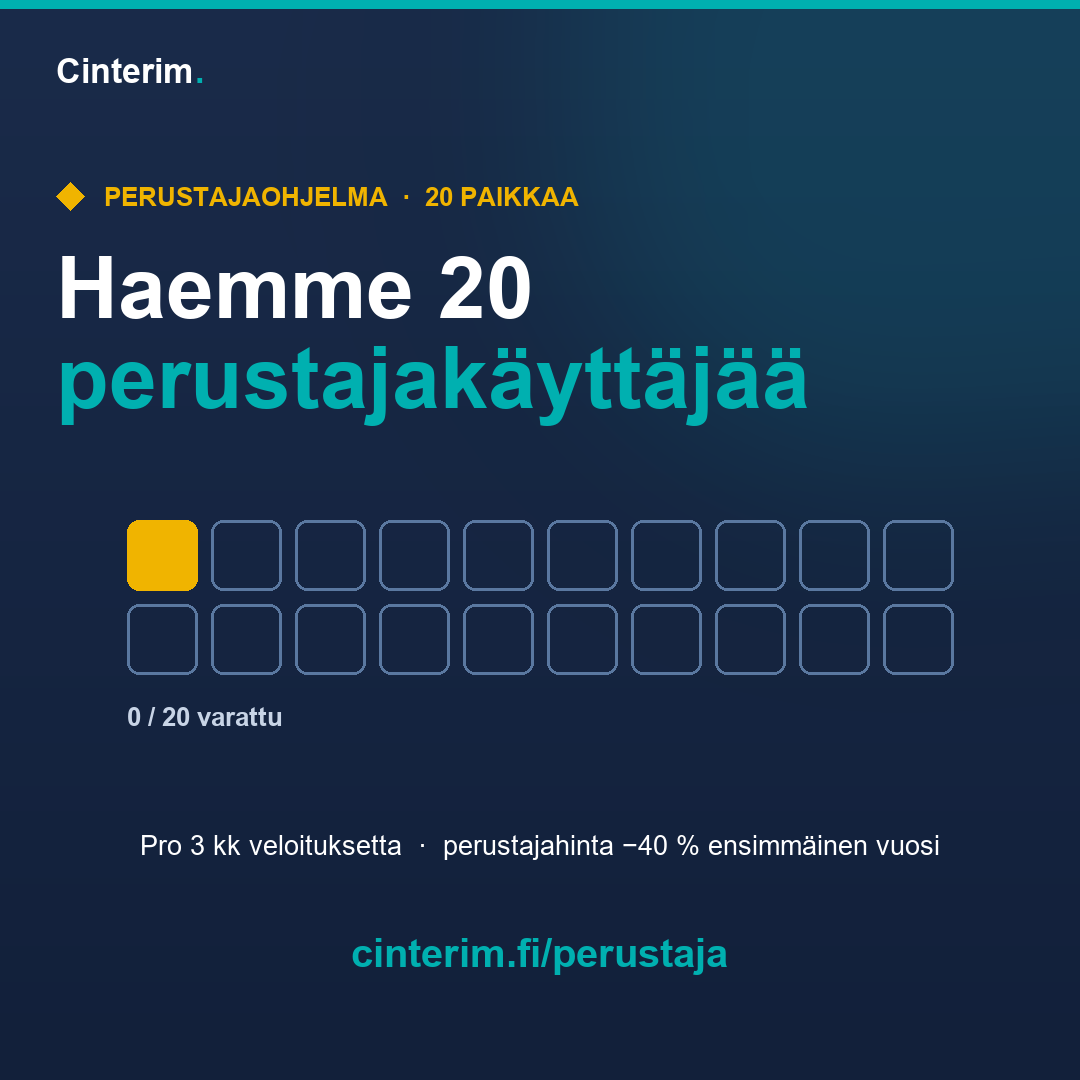 Cinterim.
PERUSTAJAOHJELMA · 20 PAIKKAA
Haemme 20
perustajakäyttäjää
0 / 20 varattu
Pro 3 kk veloituksetta · perustajahinta −40 % ensimmäinen vuosi
cinterim.fi/perustaja